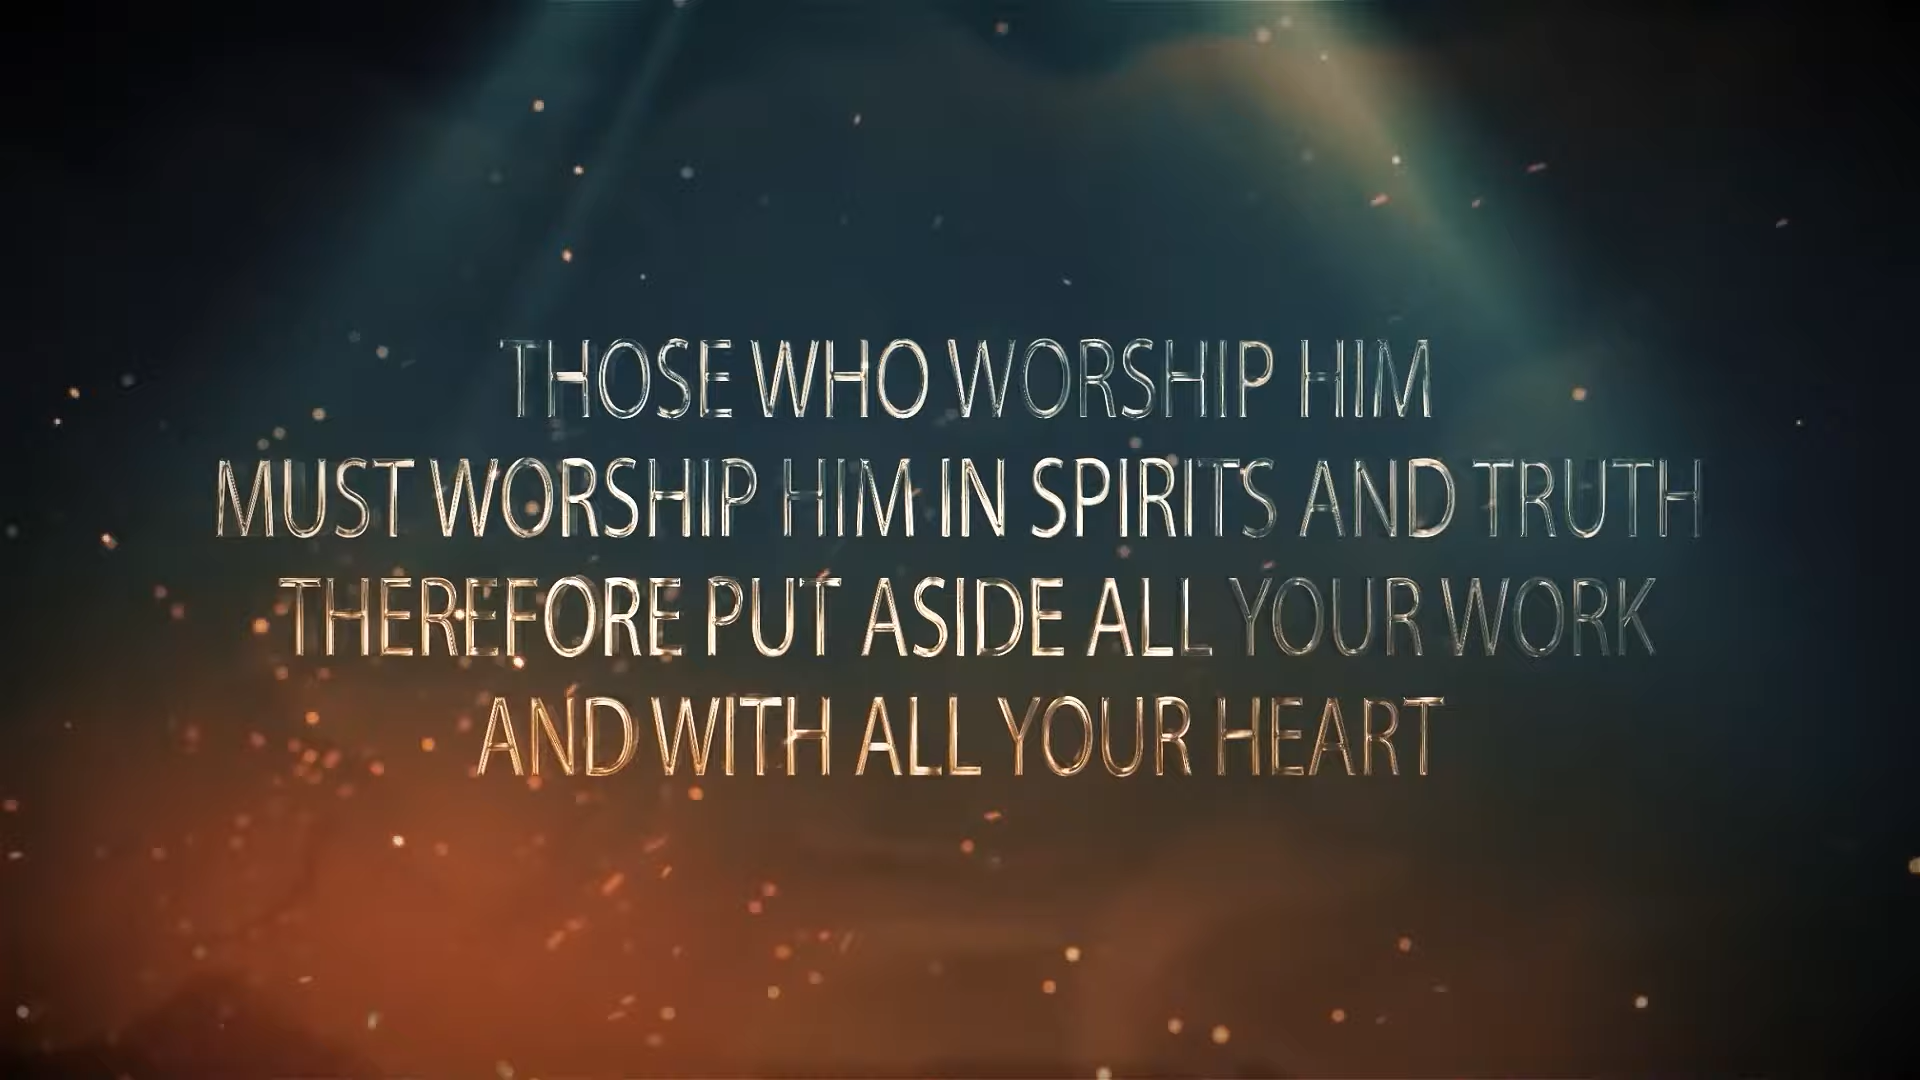 THOSE WHO WORSHIP HIM
MUST WORSHIP HIM IN SPIRITS AND TRUTH
THEREFORE PUT ASIDE ALL YOUR WORK
AND WITH ALL YOUR HEART